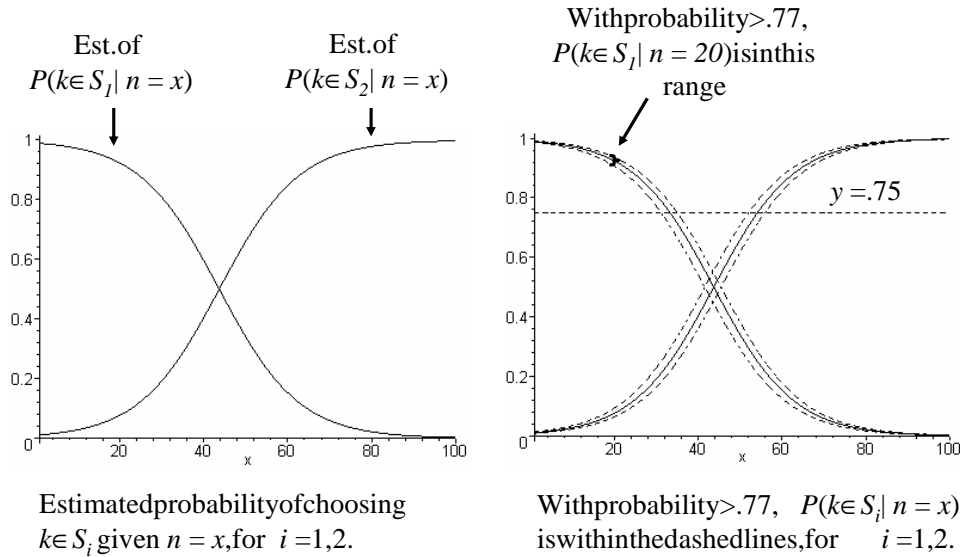 Est.of
P(k∈S1| n = x)
Est.of
P(k∈S2| n = x)
1
0.8
0.6
0.4
0.2
0
20
40
60
80
100
x
Estimatedprobabilityofchoosing
k∈Si given n = x,for i =1,2.
Withprobability>.77,
P(k∈S1| n = 20)isinthis
range
y =.75
1
0.8
0.6
0.4
0.2
0
20
40
60
80
100
x
Withprobability>.77, P(k∈Si| n = x)
iswithinthedashedlines,for i =1,2.